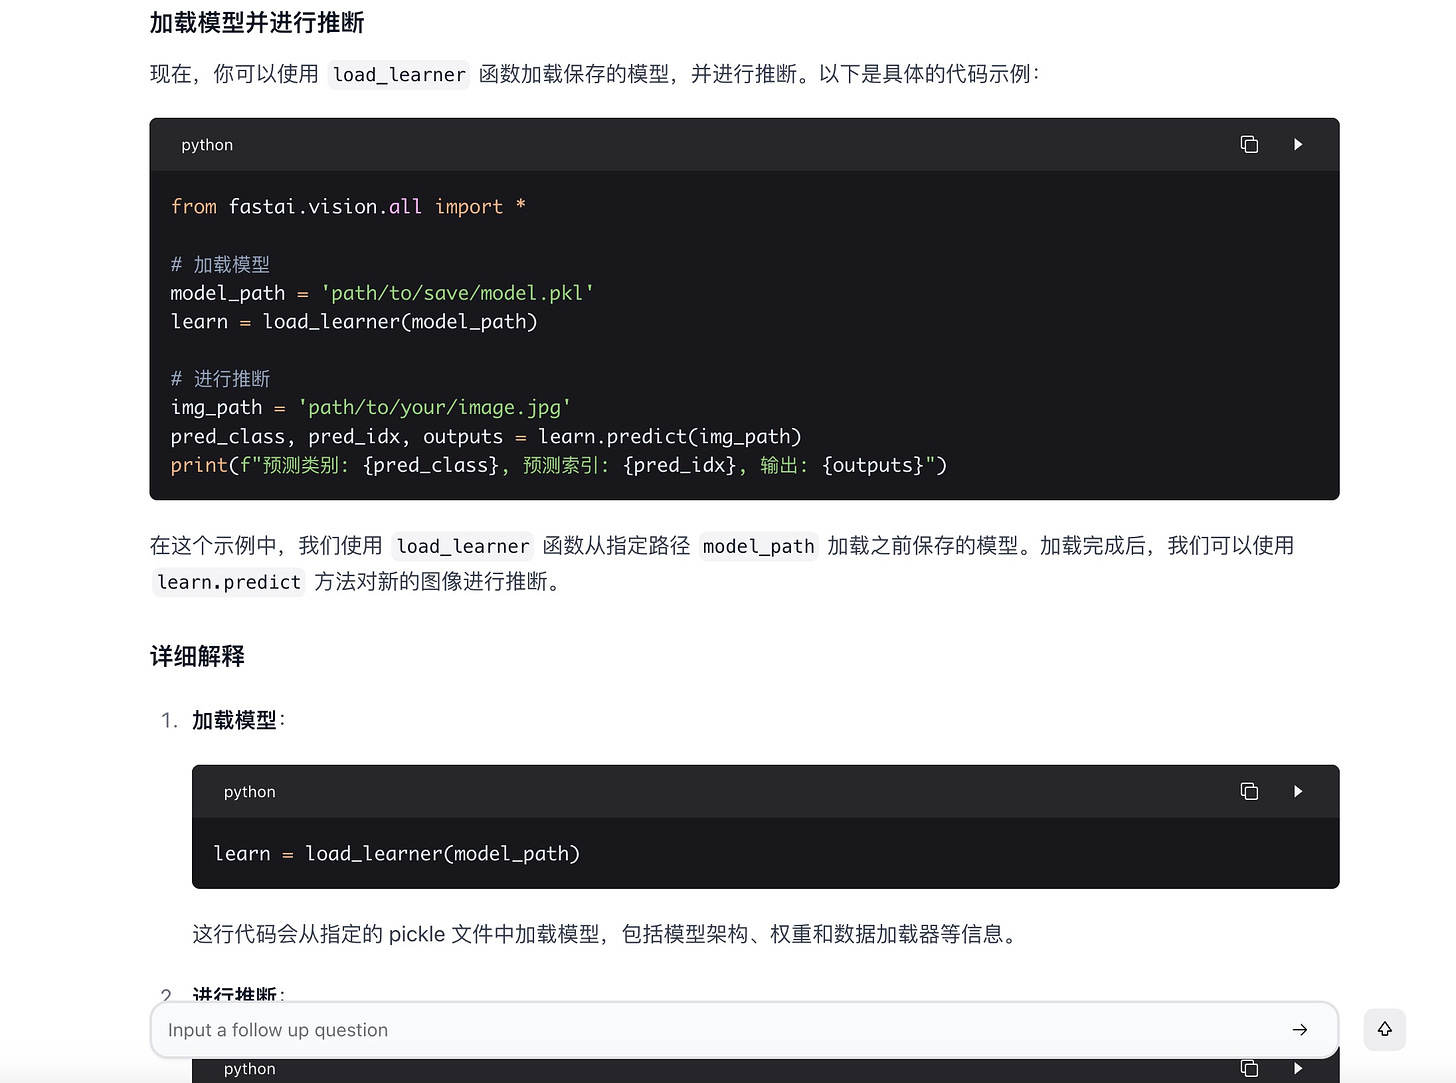 加载模型并进行推断
现在，你可以使用 load_learner 函数加载保存的模型，并进行推断。以下是具体的代码示例：
python
from fastai.vision.all import *
# 加载模型
model_path = 'path/to/save/model.pkl'
learn = load_learner(model_path)
# 进行推断
img_path = 'path/to/your/image.jpg'
pred_class, pred_idx, outputs = learn.predict(img_path)
print(f"预测类别: {pred_class}, 预测索引: {pred_idx}, 输出: {outputs}")
在这个示例中，我们使用 load_learner 函数从指定路径 model_path 加载之前保存的模型。加载完成后，我们可以使用
learn.predict 方法对新的图像进行推断。
详细解释
1. 加载模型：
python
learn = load_learner(model_path)
这行代码会从指定的 pickle 文件中加载模型，包括模型架构、权重和数据加载器等信息。
2. 进行推断：
Input a follow up question
python